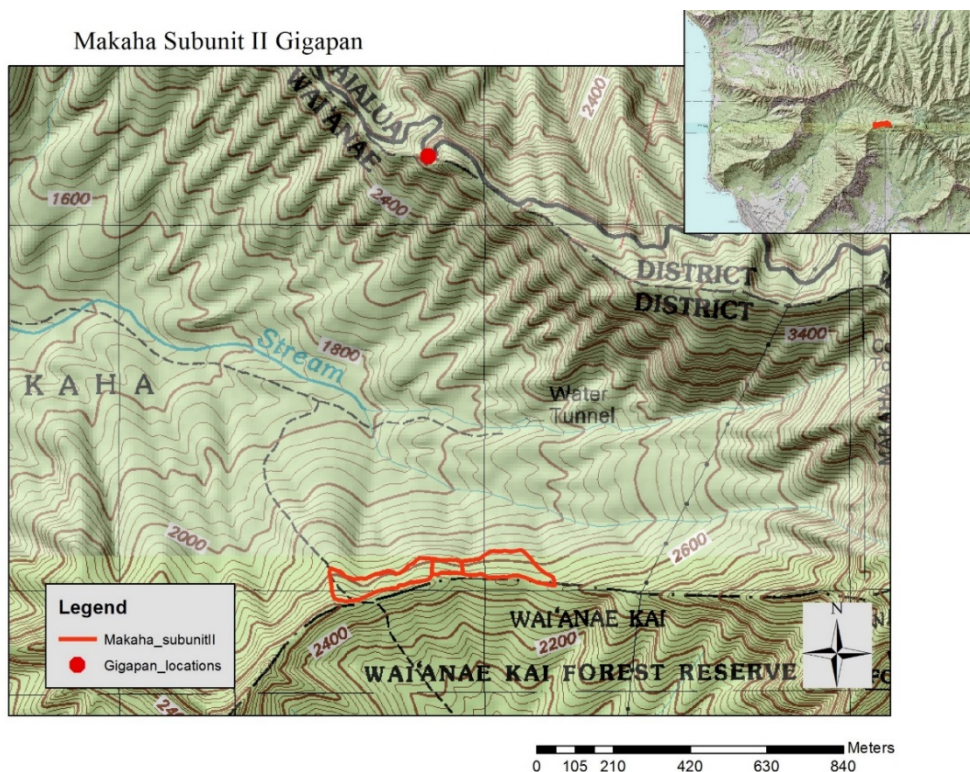 Makaha Subunit II Gigapan
WAIALUA
WAI'ANAE
2400
2400
1600
DISTRICT
DISTRICT
3400
Stream
1800
KAHA
Water
Tunnel
MAKAHA
2000
2600
WAI'ANAE KAI
2400
2200
WAI'ANAE KAI FOREST RESERVE
Legend
Makaha_subunitII
Gigapan_locations
N
Meters
0 105 210 420 630 840